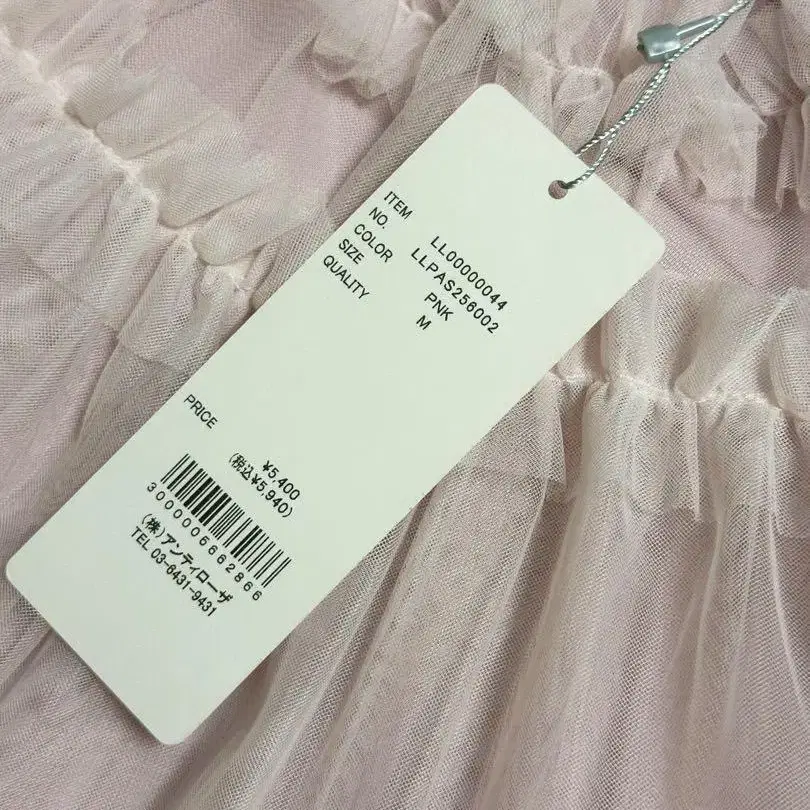 ITEM LL00000044
NO. LLPAS256002
COLOR PNK
SIZE M
QUALITY
PRICE
¥5,400
(税込¥5,940)
3000006662866
(株)アンティローザ
TEL 03-6431-9431